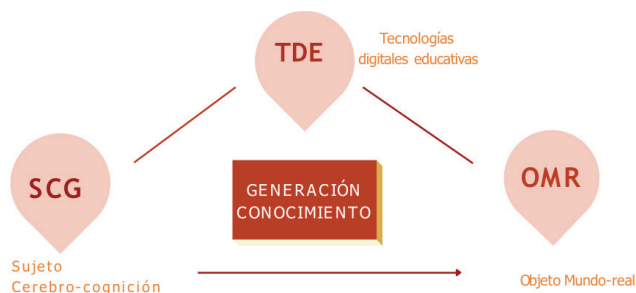 TDE
Tecnologías
digitales educativas
SCG
GENERACIÓN
CONOCIMIENTO
OMR
Sujeto
Cerebro-cognición
Objeto Mundo-real